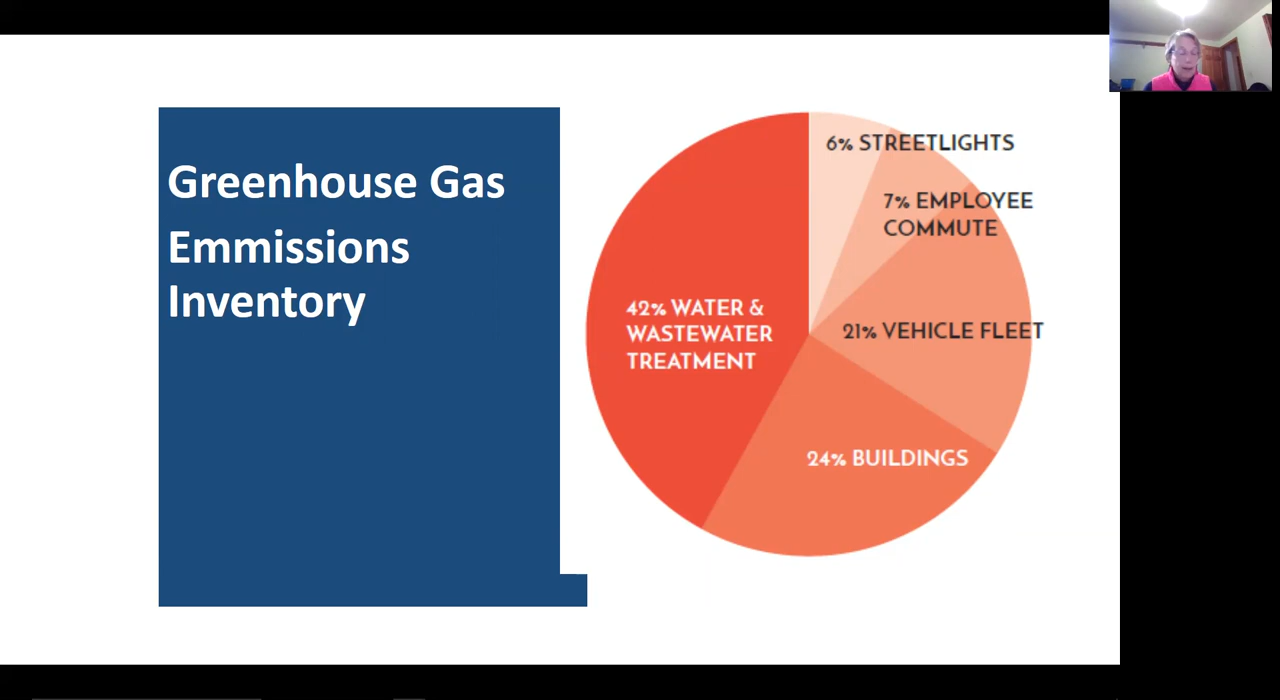 Greenhouse Gas
Emmissions
Inventory
6% STREETLIGHTS
7% EMPLOYEE
COMMUTE
21% VEHICLE FLEET
24% BUILDINGS
42% WATER &
WASTEWATER
TREATMENT